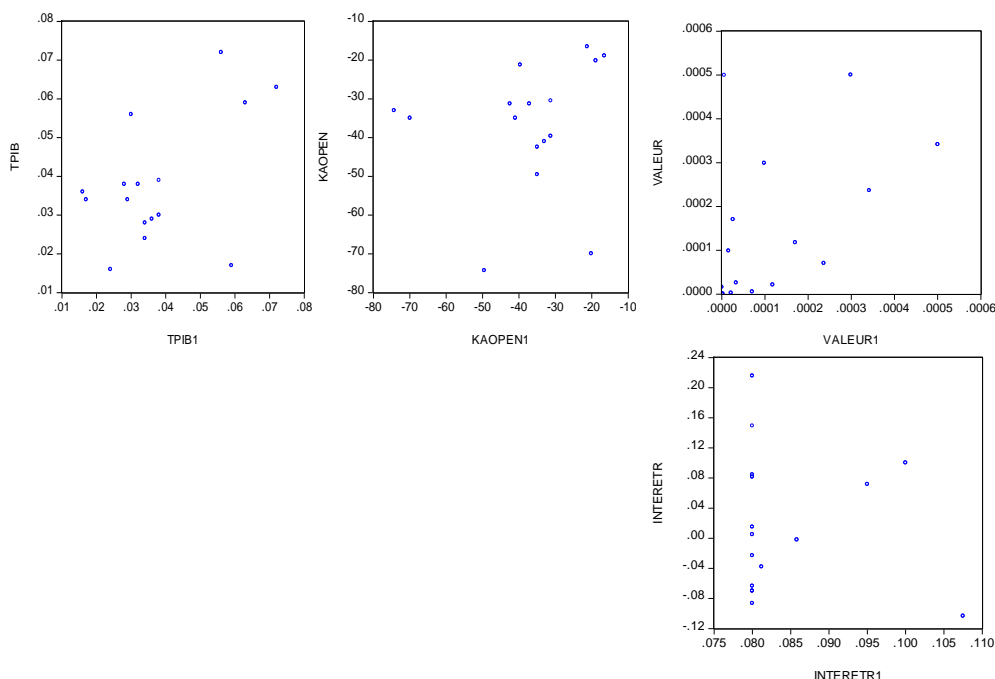 .08
.07
.06
.05
.04
.03
.02
.01
TPIB
.01 .02 .03 .04 .05 .06 .07 .08
TPIB1
-10
-20
-30
-40
-50
-60
-70
-80
KAOPEN
-80 -70 -60 -50 -40 -30 -20 -10
KAOPEN1
.0006
.0005
.0004
.0003
.0002
.0001
.0000
VALEUR
.0000 .0001 .0002 .0003 .0004 .0005 .0006
VALEUR1
.24
.20
.16
.12
.08
.04
.00
-.04
-.08
-.12
INTERETR
.075 .080 .085 .090 .095 .100 .105 .110
INTERETR1